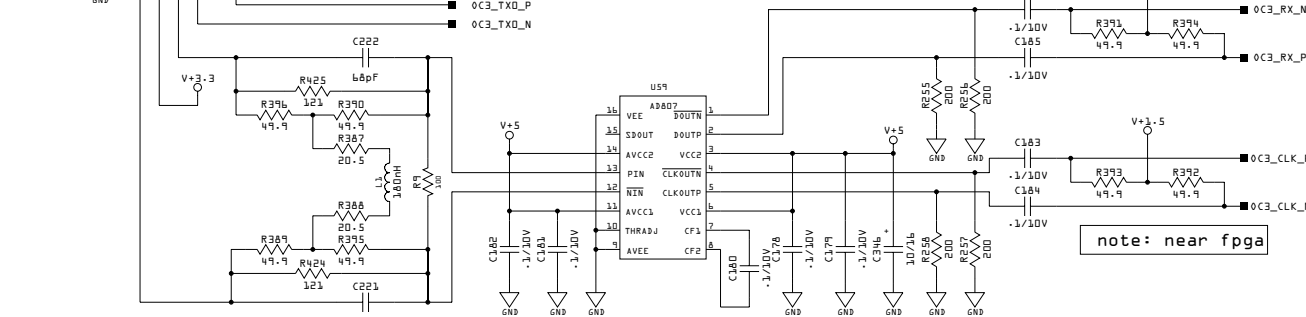 GND
OC3_TXD_P
OC3_TXD_N
OC3_RX_N
.1/10V
R391
49.9
R394
49.9
C185
OC3_RX_P
.1/10V
C222
68pF
V+3.3
R425
121
R396
49.9
R390
49.9
R387
20.5
L1
180nH
R9
100
R388
20.5
R389
49.9
R395
49.9
R424
121
C221
U59
AD807
16 VEE
15 SDOUT
14 AVCC2
13 PIN
12 NIN
11 AVCC1
10 THRADJ
9 AVEE
DOUTN 1
DOUTP 2
VCC2 3
CLKOUTN 4
CLKOUTP 5
VCC1 6
CF1 7
CF2 8
V+5
C182
.1/10V
C181
.1/10V
GND
GND
GND
C180
.1/10V
C178
.1/10V
C179
.1/10V
V+5
C346
+
10/16
R258
200
R257
200
GND
GND
GND
GND
GND
R255
200
R256
200
GND
GND
C183
.1/10V
C184
.1/10V
V+1.5
R393
49.9
R392
49.9
OC3_CLK_
OC3_CLK_
note: near fpga